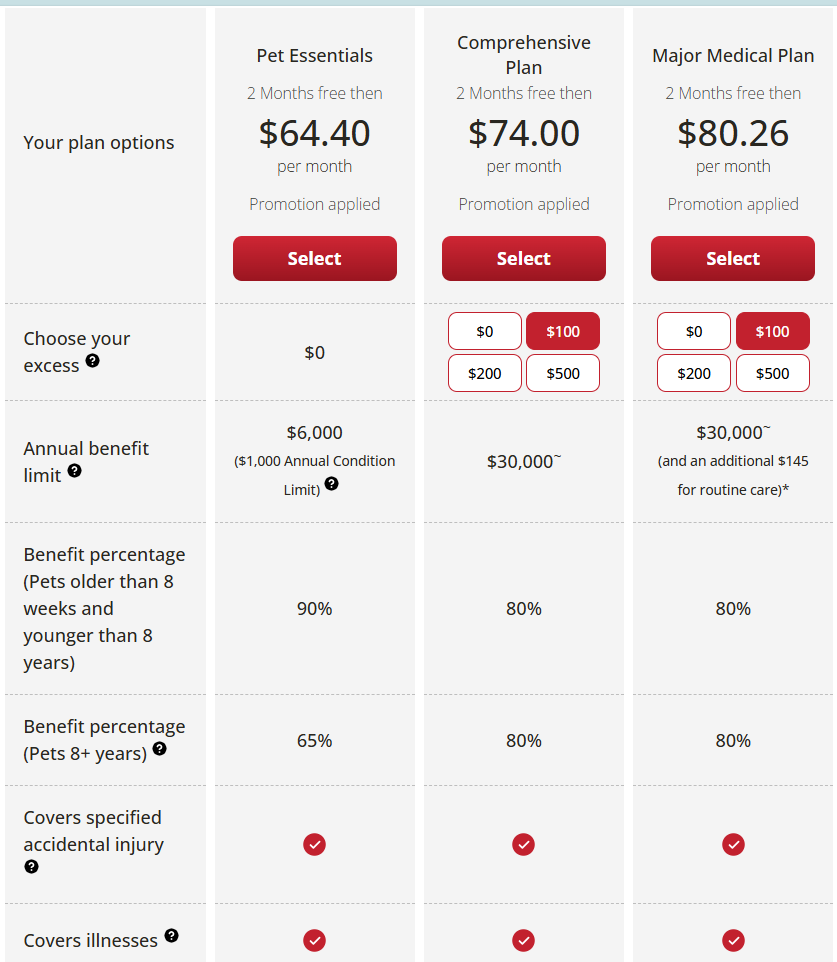 Your plan options
Pet Essentials
2 Months free then
$64.40
per month
Promotion applied
Select
Comprehensive
Plan
2 Months free then
$74.00
per month
Promotion applied
Select
Major Medical Plan
2 Months free then
$80.26
per month
Promotion applied
Select
Choose your
excess ?
$0
$0 $100
$200 $500
$0 $100
$200 $500
Annual benefit
limit ?
$6,000
($1,000 Annual Condition
Limit) ?
$30,000~
$30,000~
(and an additional $145
for routine care)*
Benefit percentage
(Pets older than 8
weeks and
younger than 8
years)
90%
80%
80%
Benefit percentage
(Pets 8+ years) ?
65%
80%
80%
Covers specified
accidental injury
?
Covers illnesses ?